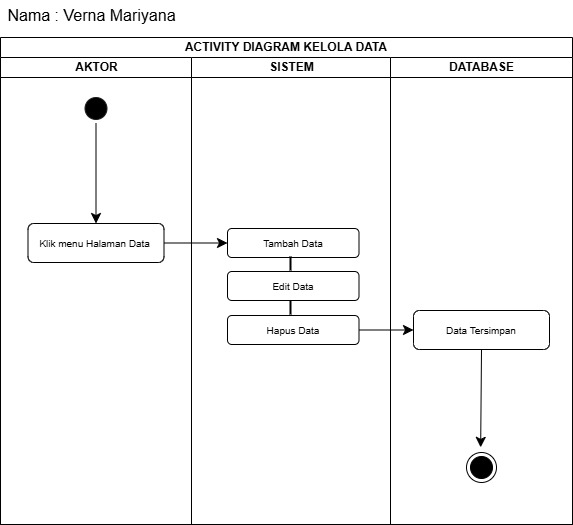 Nama : Verna Mariyana
ACTIVITY DIAGRAM KELOLA DATA
AKTOR
SISTEM
DATABASE
Klik menu Halaman Data
Tambah Data
Edit Data
Hapus Data
Data Tersimpan